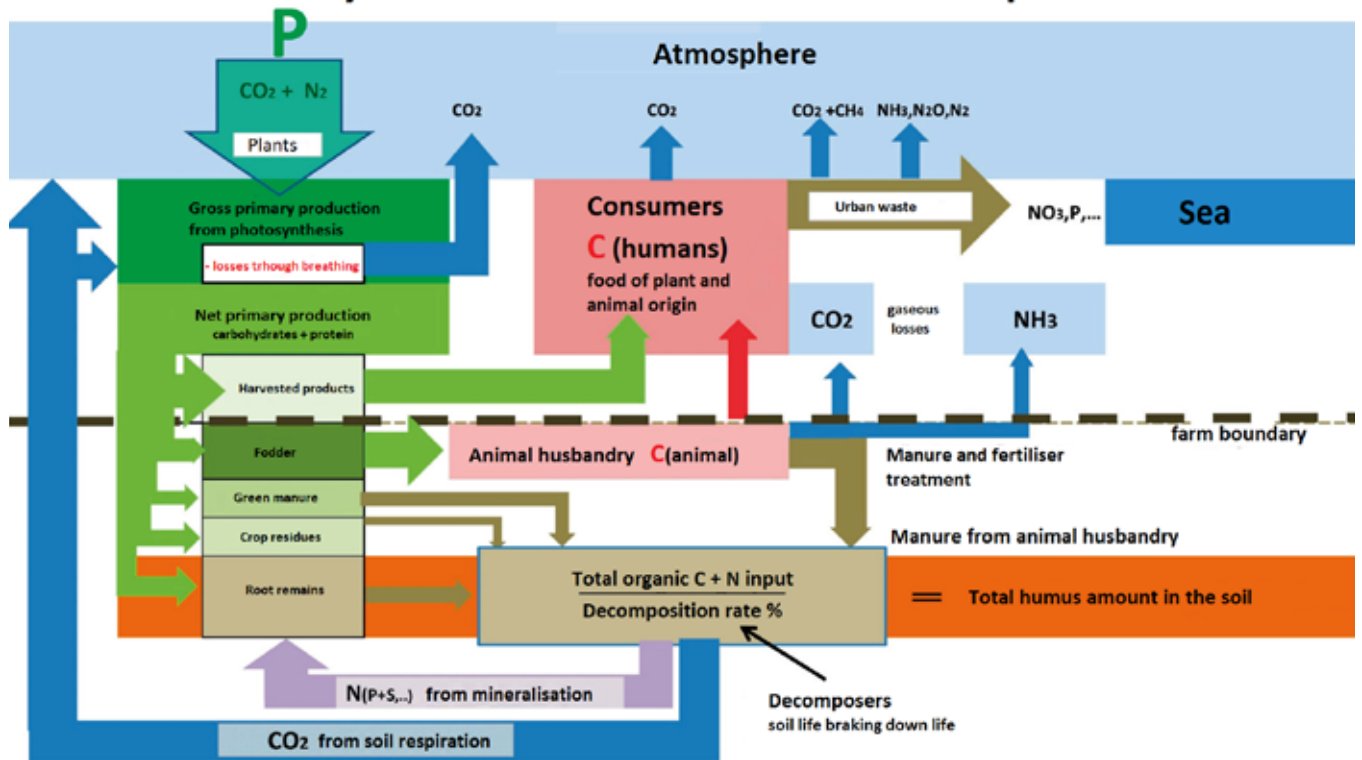 P
Atmosphere
CO2 + N2
Plants
CO2
CO2
CO2 +CH4
NH3,N2O,N2
Gross primary production
from photosynthesis
- losses trhough breathing
Consumers
C (humans)
food of plant and
animal origin
Urban waste
NO3,P,...
Sea
Net primary production
carbohydrates + protein
CO2
gaseous
losses
NH3
Harvested products
farm boundary
Fodder
Animal husbandry C(animal)
Manure and fertiliser
treatment
Green manure
Crop residues
Manure from animal husbandry
Root remains
Total organic C + N input
Decomposition rate %
= Total humus amount in the soil
N(P+S,..) from mineralisation
Decomposers
soil life braking down life
CO2 from soil respiration